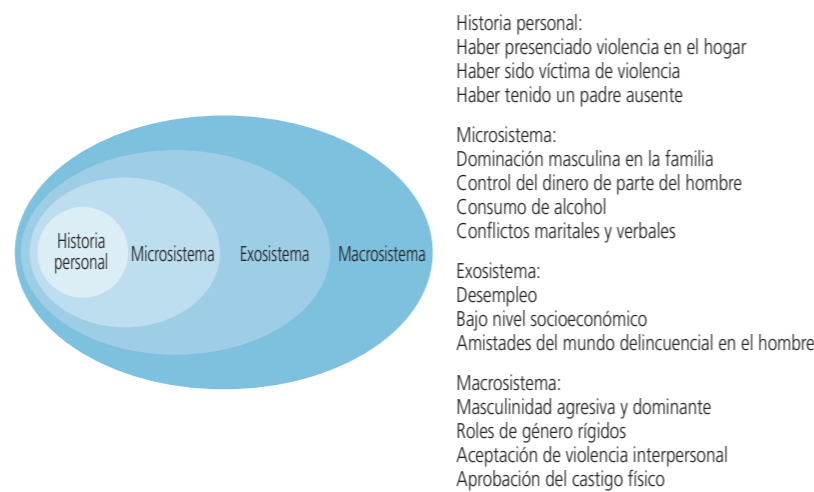 Historia
personal
Microsistema
Exosistema
Macrosistema
Historia personal:
Haber presenciado violencia en el hogar
Haber sido víctima de violencia
Haber tenido un padre ausente
Microsistema:
Dominación masculina en la familia
Control del dinero de parte del hombre
Consumo de alcohol
Conflictos maritales y verbales
Exosistema:
Desempleo
Bajo nivel socioeconómico
Amistades del mundo delincuencial en el hombre
Macrosistema:
Masculinidad agresiva y dominante
Roles de género rígidos
Aceptación de violencia interpersonal
Aprobación del castigo físico